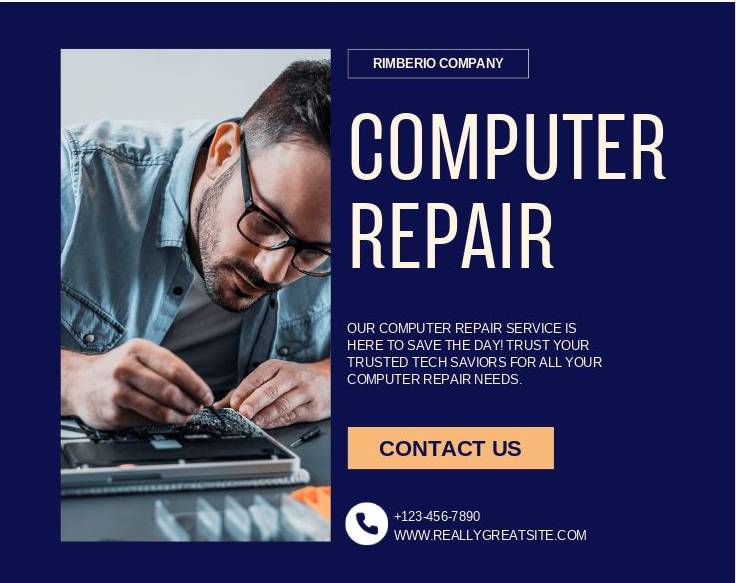 RIMBERIO COMPANY
COMPUTER
REPAIR
OUR COMPUTER REPAIR SERVICE IS
HERE TO SAVE THE DAY! TRUST YOUR
TRUSTED TECH SAVIORS FOR ALL YOUR
COMPUTER REPAIR NEEDS.
CONTACT US
+123-456-7890
WWW.REALLYGREATSITE.COM